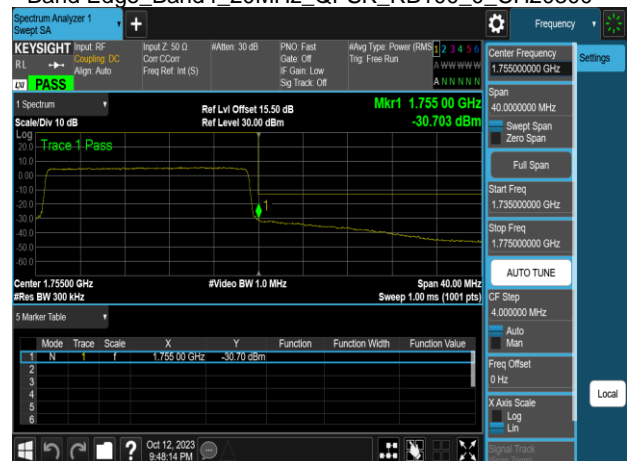 Spectrum Analyzer 1
Swept SA
+
Frequency
KEYSIGHT
RL
LXI
PASS
Input: RF
Coupling: DC
Align: Auto
Input Z: 50 Ω
Corr CCorr
Freq Ref: Int (S)
#Atten: 30 dB
PNO: Fast
Gate: Off
IF Gain: Low
Sig Track: Off
#Avg Type: Power (RMS
Trig: Free Run
1 2 3 4 5 6
A W W W W W
A N N N N N
1 Spectrum
Scale/Div 10 dB
Ref Lvl Offset 15.50 dB
Ref Level 30.00 dBm
Mkr1 1.755 00 GHz
-30.703 dBm
Log
Trace 1 Pass
20.0
10.0
0.00
-10.0
-20.0
-30.0
-40.0
-50.0
-60.0
1
Center 1.75500 GHz
#Res BW 300 kHz
#Video BW 1.0 MHz
Span 40.00 MHz
Sweep 1.00 ms (1001 pts)
5 Marker Table
Mode Trace Scale X Y Function Function Width Function Value
1 N 1 f 1.755 00 GHz -30.70 dBm
2
3
4
5
6
Oct 12, 2023
9:48:14 PM
Center Frequency
1.755000000 GHz
Settings
Span
40.0000000 MHz
Swept Span
Zero Span
Full Span
Start Freq
1.735000000 GHz
Stop Freq
1.775000000 GHz
AUTO TUNE
CF Step
4.000000 MHz
Auto
Man
Freq Offset
0 Hz
X Axis Scale
Log
Lin
Local
Signal Track